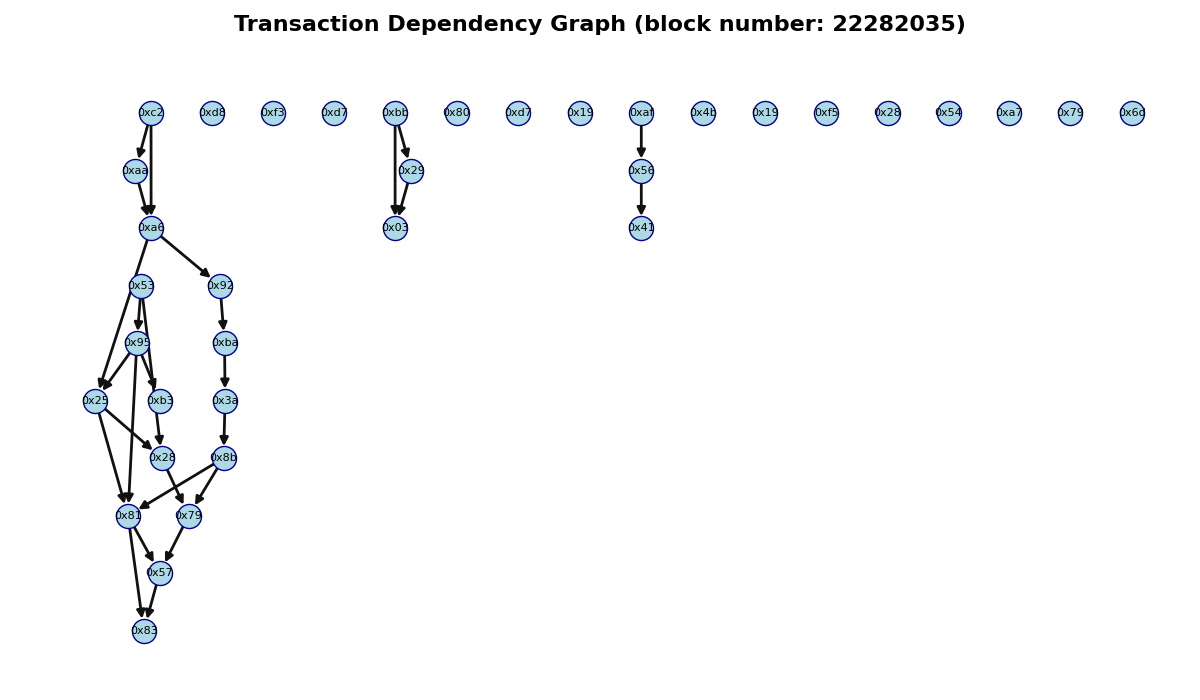 Transaction Dependency Graph (block number: 22282035)
0xc2 0xd8 0xf3 0xd7 0xbb 0x80 0xd7 0x19 0xaf 0x4b 0x19 0xf5 0x28 0x54 0xa7 0x79 0x6c
0xaa 0x29 0x56
0xa6 0x03 0x41
0x53 0x92
0x95 0xba
0x25 0xb3 0x3a
0x28 0x8b
0x81 0x79
0x57
0x83